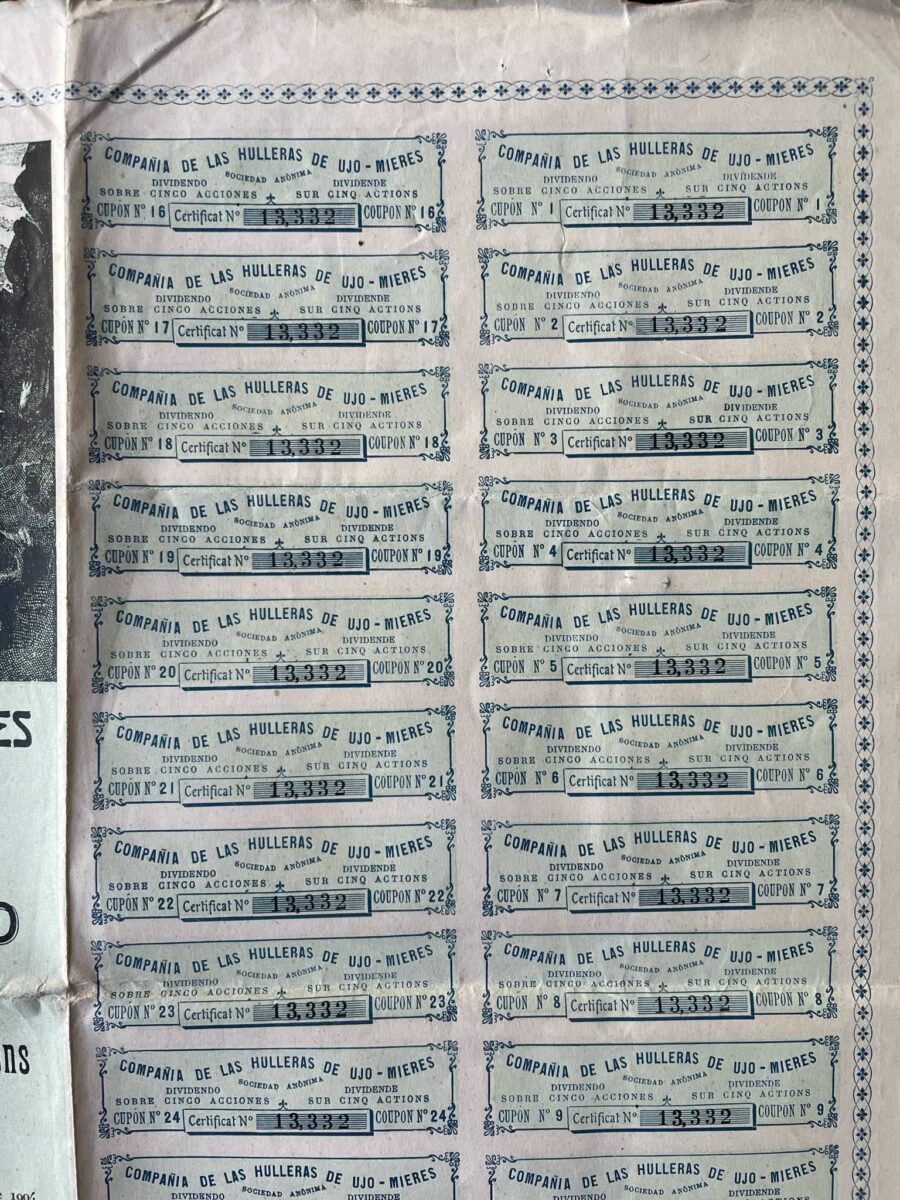 ES
ns
COMPAÑIA DE LAS HULLERAS DE UJO - MIERES
SOCIEDAD ANÓNIMA
DIVIDENDO DIVIDENDE
SOBRE CINCO ACCIONES SUR CINQ ACTIONS
CUPÓN Nº 16 Certificat Nº 13,332 COUPON Nº 16
COMPAÑIA DE LAS HULLERAS DE UJO - MIERES
SOCIEDAD ANÓNIMA
DIVIDENDO DIVIDENDE
SOBRE CINCO ACCIONES SUR CINQ ACTIONS
CUPÓN Nº 17 Certificat Nº 13,332 COUPON Nº 17
COMPAÑIA DE LAS HULLERAS DE UJO - MIERES
SOCIEDAD ANÓNIMA
DIVIDENDO DIVIDENDE
SOBRE CINCO ACCIONES SUR CINQ ACTIONS
CUPÓN Nº 18 Certificat Nº 13,332 COUPON Nº 18
COMPAÑIA DE LAS HULLERAS DE UJO - MIERES
SOCIEDAD ANÓNIMA
DIVIDENDO DIVIDENDE
SOBRE CINCO ACCIONES SUR CINQ ACTIONS
CUPÓN Nº 19 Certificat Nº 13,332 COUPON Nº 19
COMPAÑIA DE LAS HULLERAS DE UJO - MIERES
SOCIEDAD ANÓNIMA
DIVIDENDO DIVIDENDE
SOBRE CINCO ACCIONES SUR CINQ ACTIONS
CUPÓN Nº 20 Certificat Nº 13,332 COUPON Nº 20
COMPAÑIA DE LAS HULLERAS DE UJO - MIERES
SOCIEDAD ANÓNIMA
DIVIDENDO DIVIDENDE
SOBRE CINCO ACCIONES SUR CINQ ACTIONS
CUPÓN Nº 21 Certificat Nº 13,332 COUPON Nº 21
COMPAÑIA DE LAS HULLERAS DE UJO - MIERES
SOCIEDAD ANÓNIMA
DIVIDENDO DIVIDENDE
SOBRE CINCO ACCIONES SUR CINQ ACTIONS
CUPÓN Nº 22 Certificat Nº 13,332 COUPON Nº 22
COMPAÑIA DE LAS HULLERAS DE UJO - MIERES
SOCIEDAD ANÓNIMA
DIVIDENDO DIVIDENDE
SOBRE CINCO ACCIONES SUR CINQ ACTIONS
CUPÓN Nº 23 Certificat Nº 13,332 COUPON Nº 23
COMPAÑIA DE LAS HULLERAS DE UJO - MIERES
SOCIEDAD ANÓNIMA
DIVIDENDO DIVIDENDE
SOBRE CINCO ACCIONES SUR CINQ ACTIONS
CUPÓN Nº 24 Certificat Nº 13,332 COUPON Nº 24
COMPAÑIA DE LAS HULLERAS DE UJO - MIERES
SOCIEDAD ANÓNIMA
DIVIDENDO DIVIDENDE
COMPAÑIA DE LAS HULLERAS DE UJO - MIERES
SOCIEDAD ANÓNIMA
DIVIDENDO DIVIDENDE
SOBRE CINCO ACCIONES SUR CINQ ACTIONS
CUPÓN Nº 1 Certificat Nº 13,332 COUPON Nº 1
COMPAÑIA DE LAS HULLERAS DE UJO - MIERES
SOCIEDAD ANÓNIMA
DIVIDENDO DIVIDENDE
SOBRE CINCO ACCIONES SUR CINQ ACTIONS
CUPÓN Nº 2 Certificat Nº 13,332 COUPON Nº 2
COMPAÑIA DE LAS HULLERAS DE UJO - MIERES
SOCIEDAD ANÓNIMA
DIVIDENDO DIVIDENDE
SOBRE CINCO ACCIONES SUR CINQ ACTIONS
CUPÓN Nº 3 Certificat Nº 13,332 COUPON Nº 3
COMPAÑIA DE LAS HULLERAS DE UJO - MIERES
SOCIEDAD ANÓNIMA
DIVIDENDO DIVIDENDE
SOBRE CINCO ACCIONES SUR CINQ ACTIONS
CUPÓN Nº 4 Certificat Nº 13,332 COUPON Nº 4
COMPAÑIA DE LAS HULLERAS DE UJO - MIERES
SOCIEDAD ANÓNIMA
DIVIDENDO DIVIDENDE
SOBRE CINCO ACCIONES SUR CINQ ACTIONS
CUPÓN Nº 5 Certificat Nº 13,332 COUPON Nº 5
COMPAÑIA DE LAS HULLERAS DE UJO - MIERES
SOCIEDAD ANÓNIMA
DIVIDENDO DIVIDENDE
SOBRE CINCO ACCIONES SUR CINQ ACTIONS
CUPÓN Nº 6 Certificat Nº 13,332 COUPON Nº 6
COMPAÑIA DE LAS HULLERAS DE UJO - MIERES
SOCIEDAD ANÓNIMA
DIVIDENDO DIVIDENDE
SOBRE CINCO ACCIONES SUR CINQ ACTIONS
CUPÓN Nº 7 Certificat Nº 13,332 COUPON Nº 7
COMPAÑIA DE LAS HULLERAS DE UJO - MIERES
SOCIEDAD ANÓNIMA
DIVIDENDO DIVIDENDE
SOBRE CINCO ACCIONES SUR CINQ ACTIONS
CUPÓN Nº 8 Certificat Nº 13,332 COUPON Nº 8
COMPAÑIA DE LAS HULLERAS DE UJO - MIERES
SOCIEDAD ANÓNIMA
DIVIDENDO DIVIDENDE
SOBRE CINCO ACCIONES SUR CINQ ACTIONS
CUPÓN Nº 9 Certificat Nº 13,332 COUPON Nº 9
COMPAÑIA DE LAS HULLERAS DE UJO - MIERES
SOCIEDAD ANÓNIMA
DIVIDENDO DIVIDENDE